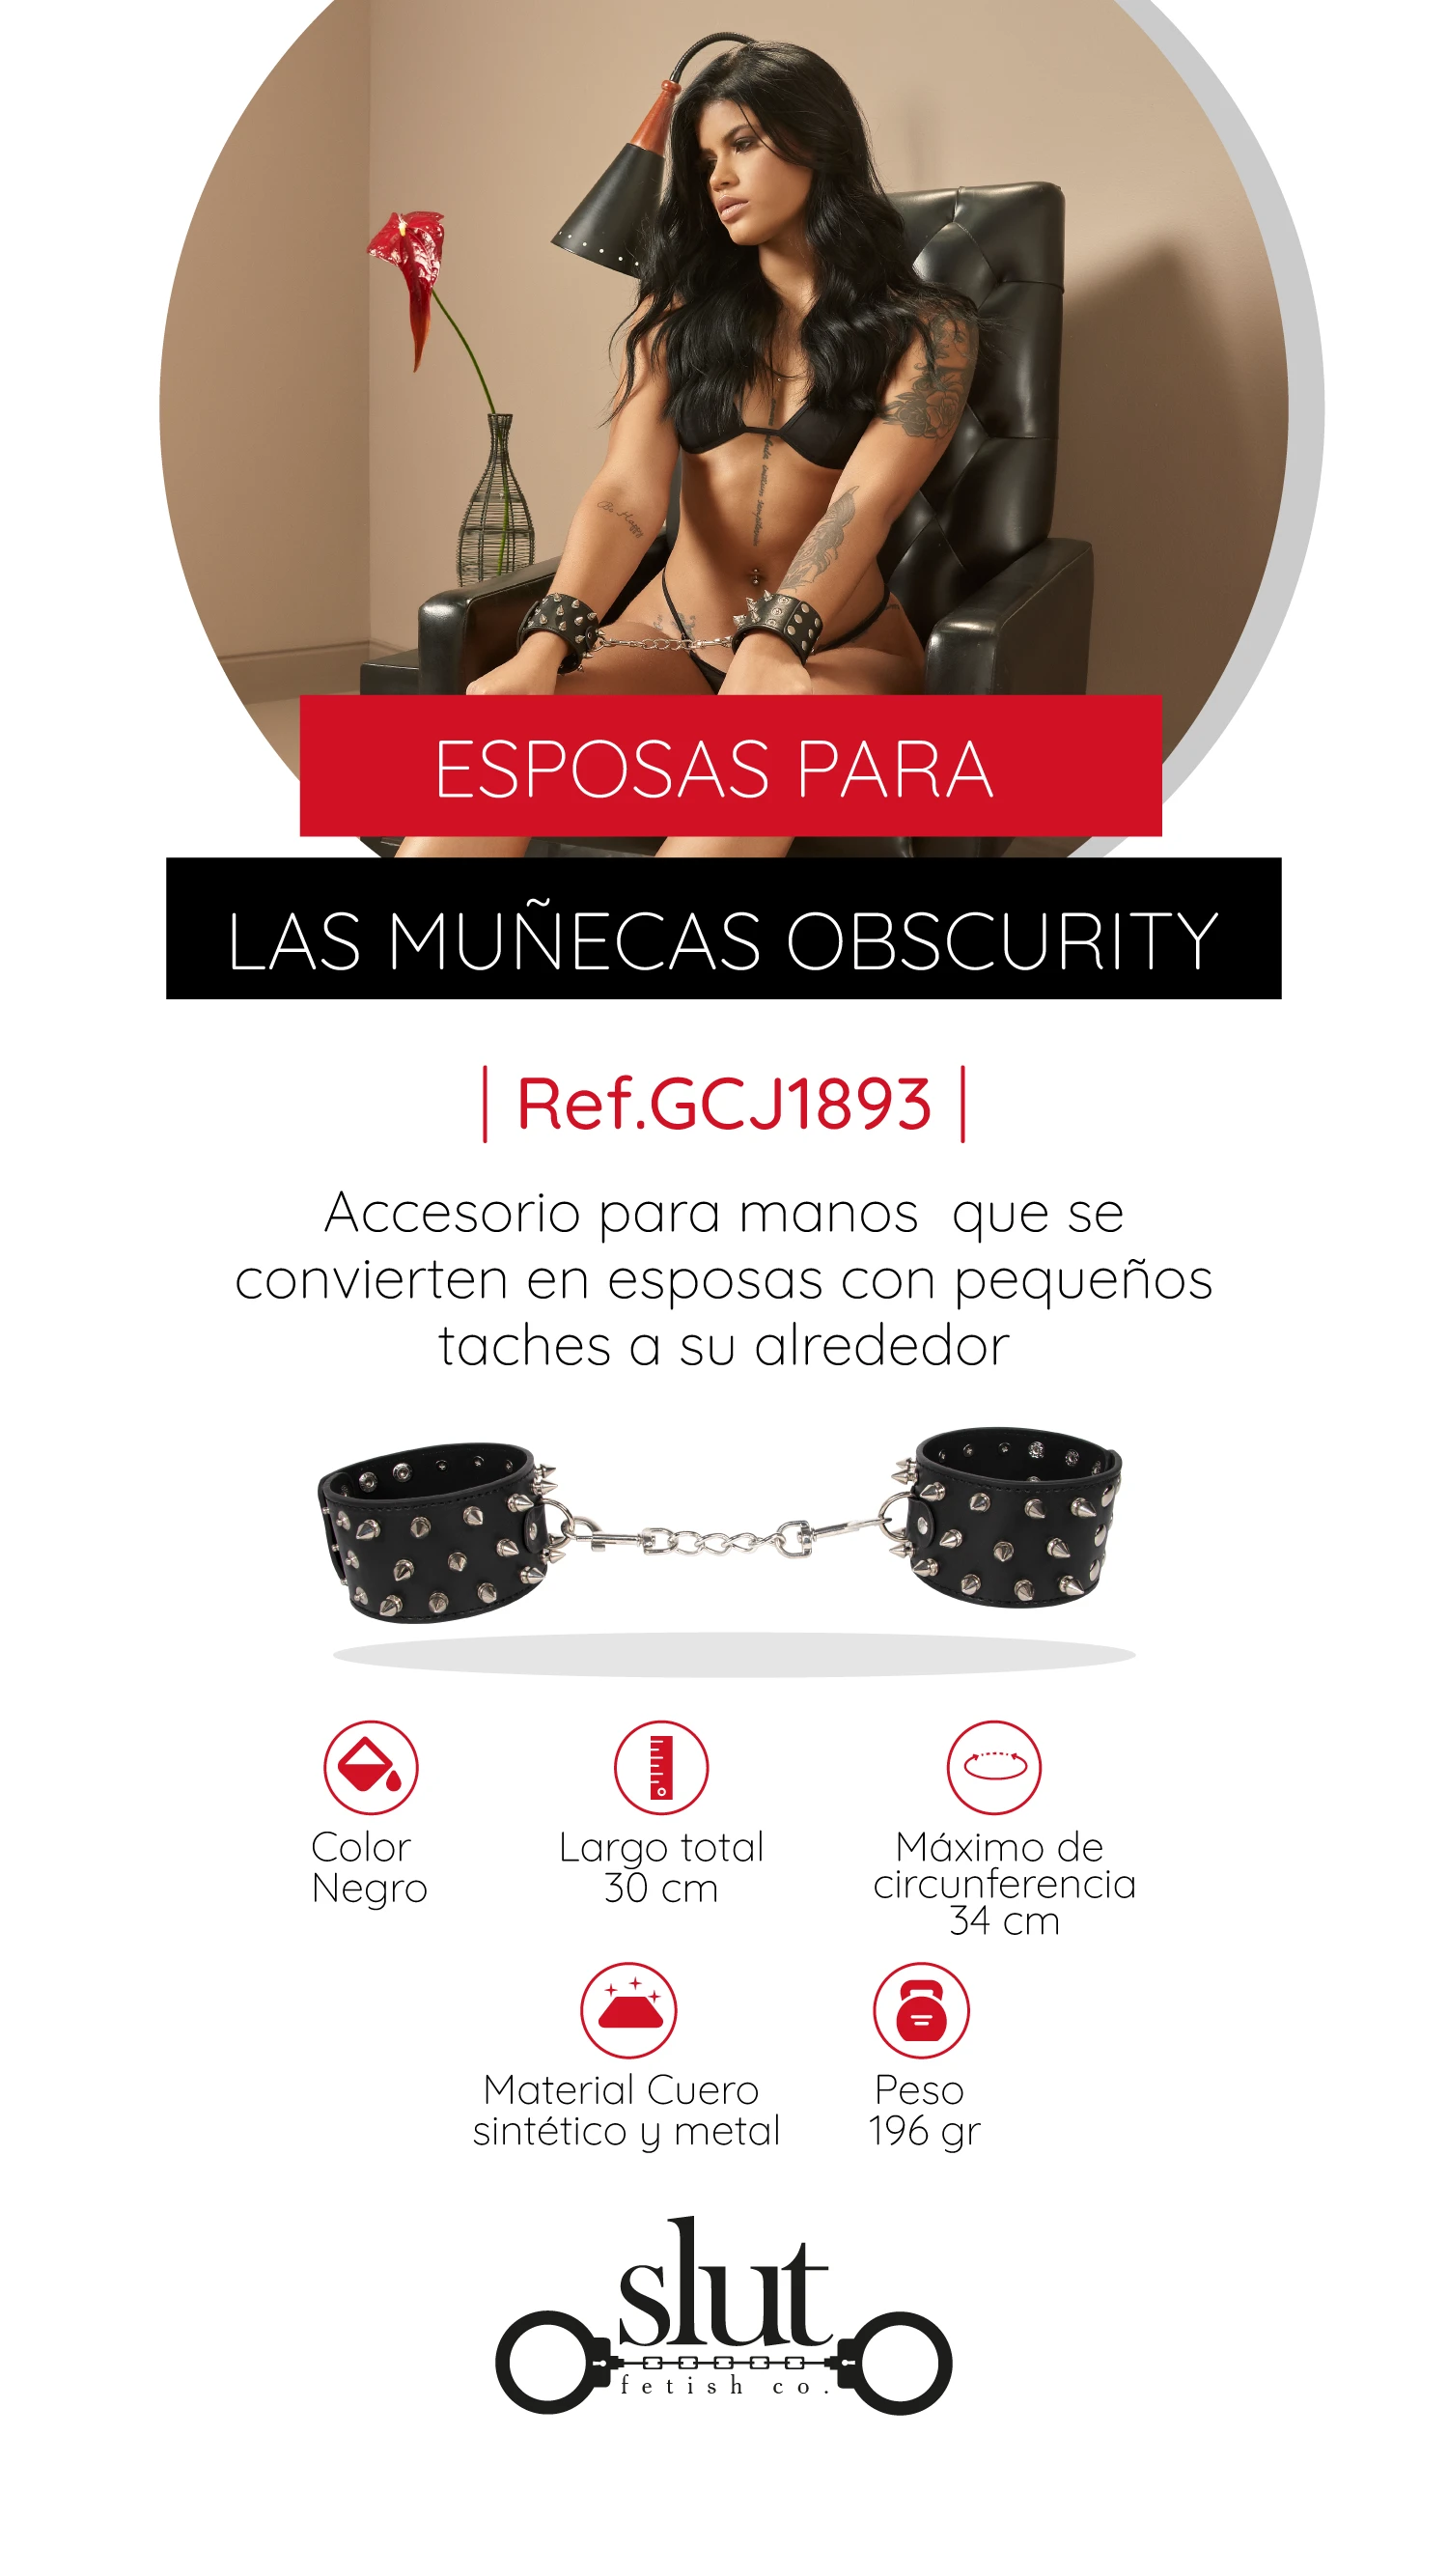 Be Happy
ESPOSAS PARA
LAS MUÑECAS OBSCURITY
Ref.GCJ1893
Accesorio para manos que se
convierten en esposas con pequeños
taches a su alrededor
Color
Negro
Largo total
30 cm
Máximo de
circunferencia
34 cm
Material Cuero
sintético y metal
Peso
196 gr
slut
fetish co.